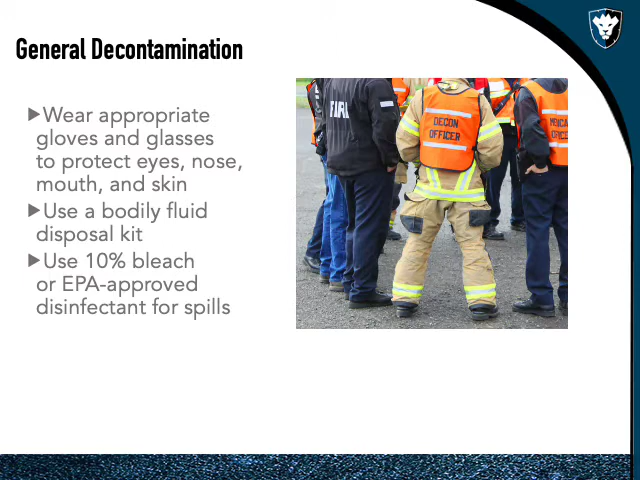 General Decontamination
Wear appropriate
gloves and glasses
to protect eyes, nose,
mouth, and skin
Use a bodily fluid
disposal kit
Use 10% bleach
or EPA-approved
disinfectant for spills
FIRE
DECON
OFFICER